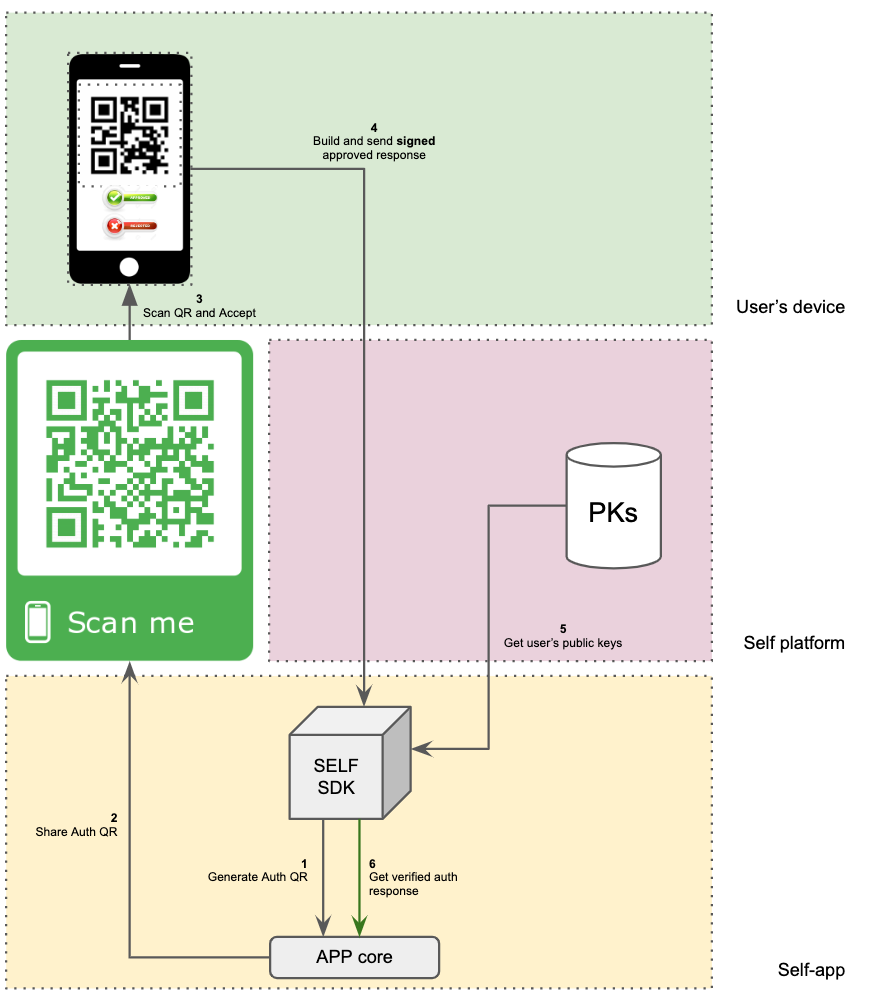 4
Build and send signed
approved response
APPROVED
REJECTED
3
Scan QR and Accept
User’s device
PKs
Scan me
5
Get user’s public keys
Self platform
SELF
SDK
2
Share Auth QR
1
Generate Auth QR
6
Get verified auth
response
APP core
Self-app